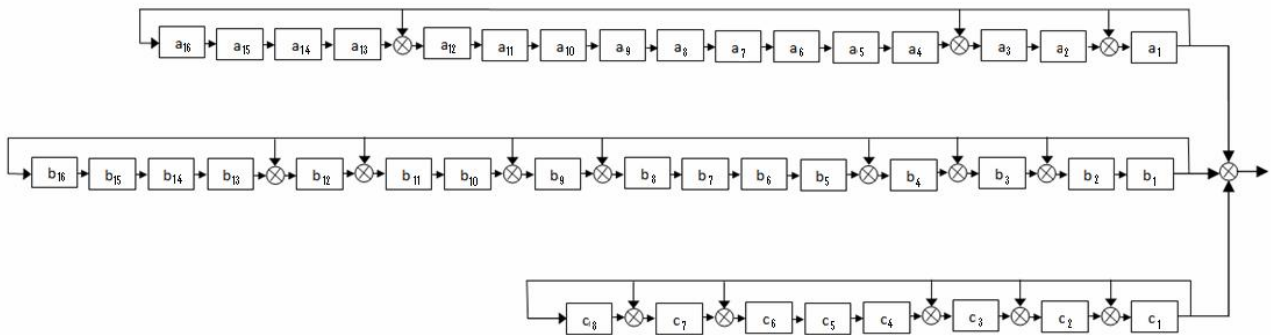 a16 a15 a14 a13 a12 a11 a10 a9 a8 a7 a6 a5 a4 a3 a2 a1
b16 b15 b14 b13 b12 b11 b10 b9 b8 b7 b6 b5 b4 b3 b2 b1
c8 c7 c6 c5 c4 c3 c2 c1